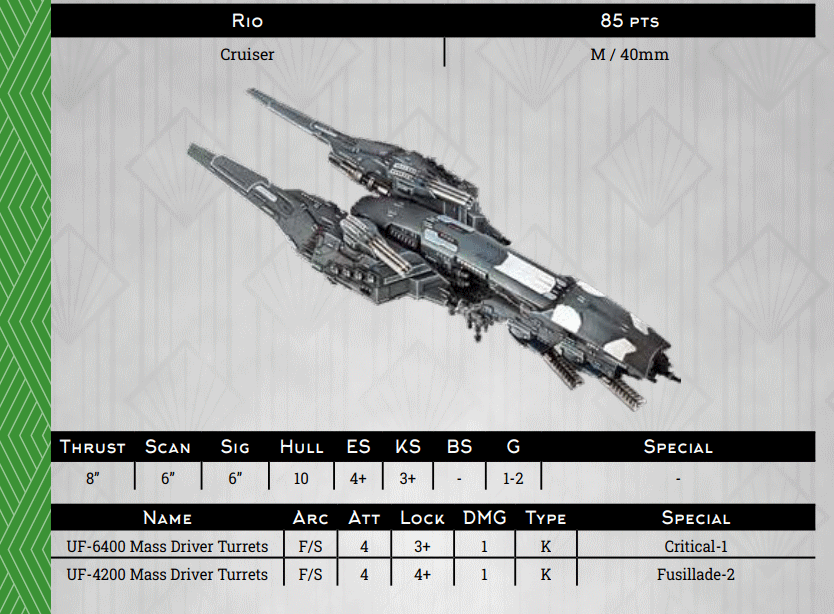 Rio 85 pts
Cruiser M / 40mm
Thrust Scan Sig Hull ES KS BS G Special
8” 6” 6” 10 4+ 3+ - 1-2 -
Name Arc Att Lock DMG Type Special
UF-6400 Mass Driver Turrets F/S 4 3+ 1 K Critical-1
UF-4200 Mass Driver Turrets F/S 4 4+ 1 K Fusillade-2